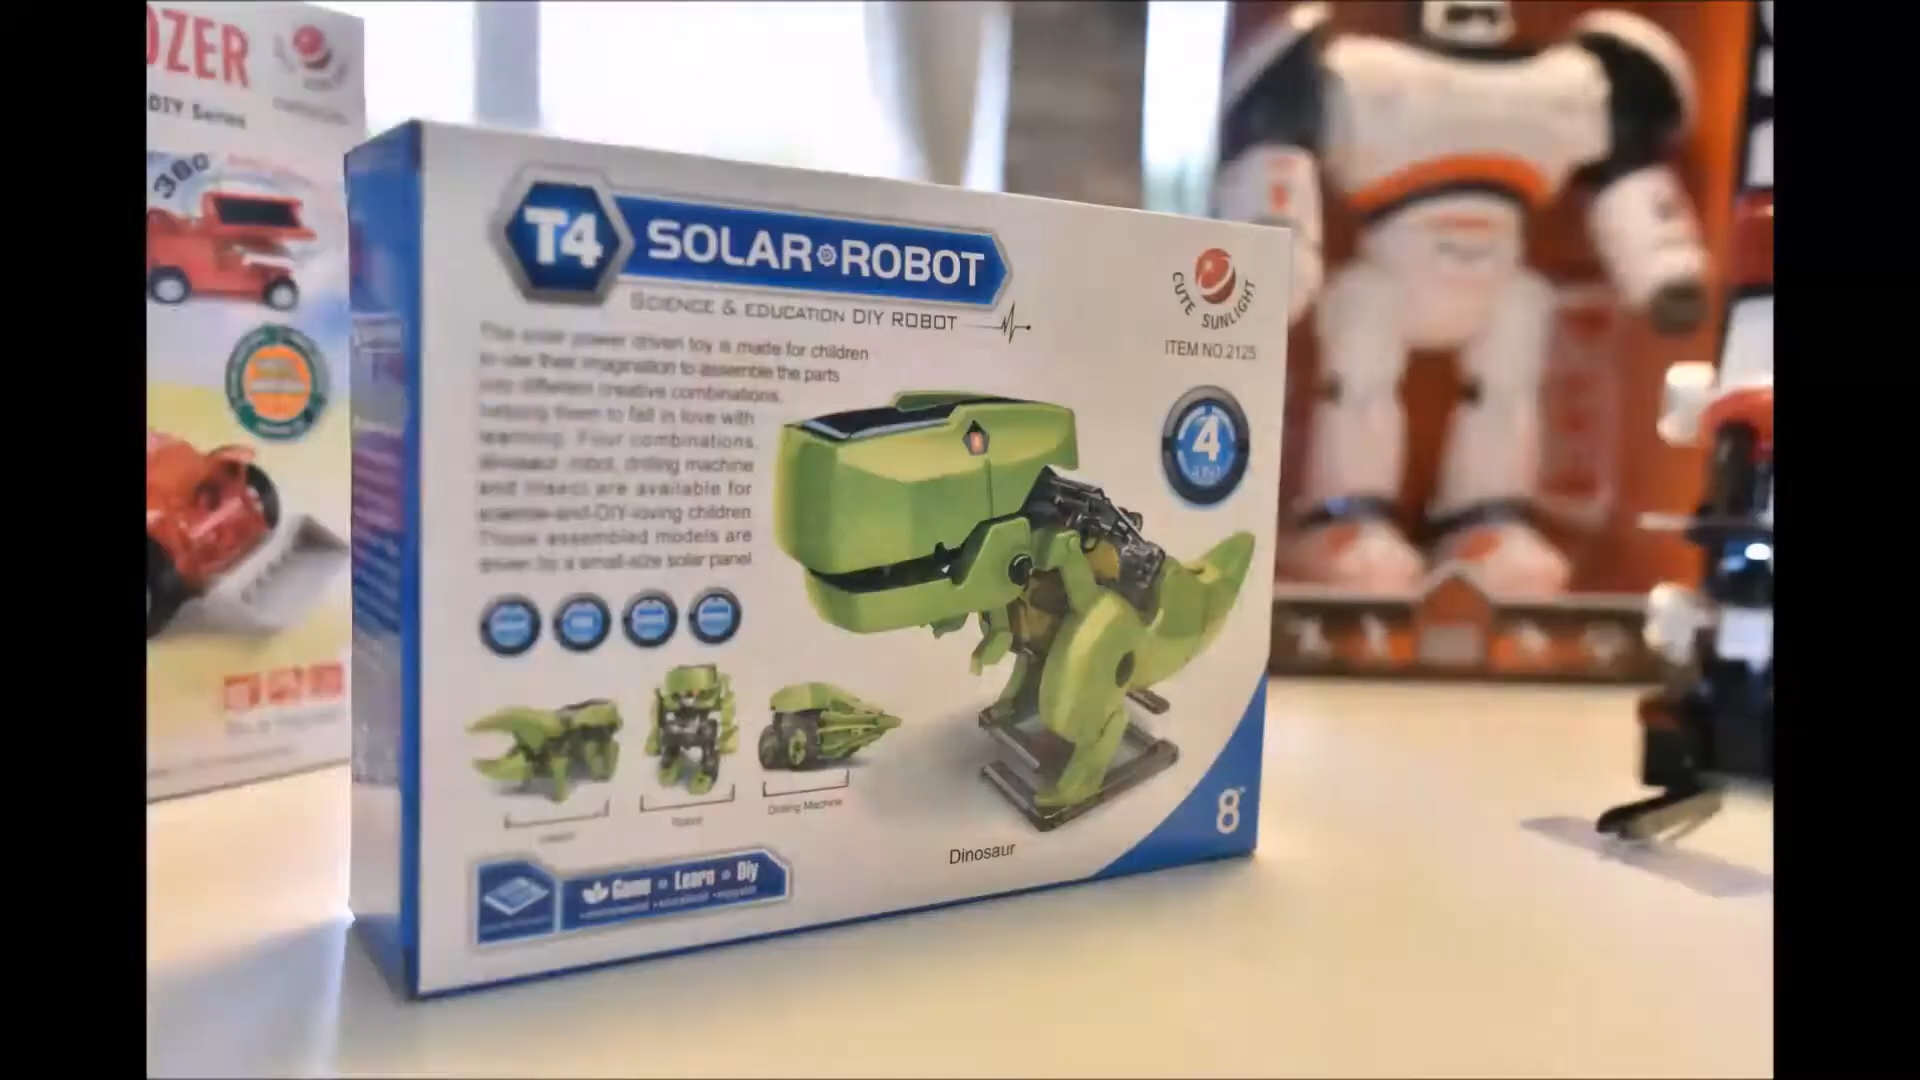 OZER
DIY Series
360
T4
SOLAR ROBOT
SCIENCE & EDUCATION DIY ROBOT
The solar power driven toy is made for children
to use their imagination to assemble the parts
into different creative combinations,
helping them to fall in love with
learning. Four combinations,
dinosaur, robot, drilling machine
and insect are available for
science-and-DIY-loving children.
Those assembled models are
driven by a small-size solar panel.
CUTE SUNLIGHT
ITEM NO.2125
4
Robot
Drilling Machine
Dinosaur
8+
Game Learn Diy